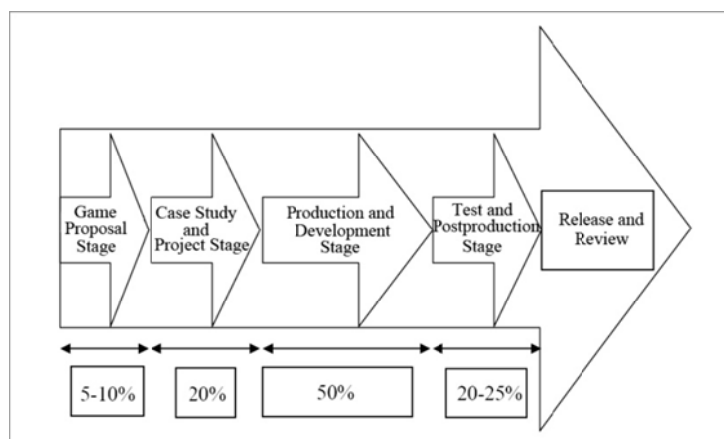 Game
Proposal
Stage
Case Study
and
Project Stage
Production and
Development
Stage
Test and
Postproduction
Stage
Release and
Review
5-10%
20%
50%
20-25%